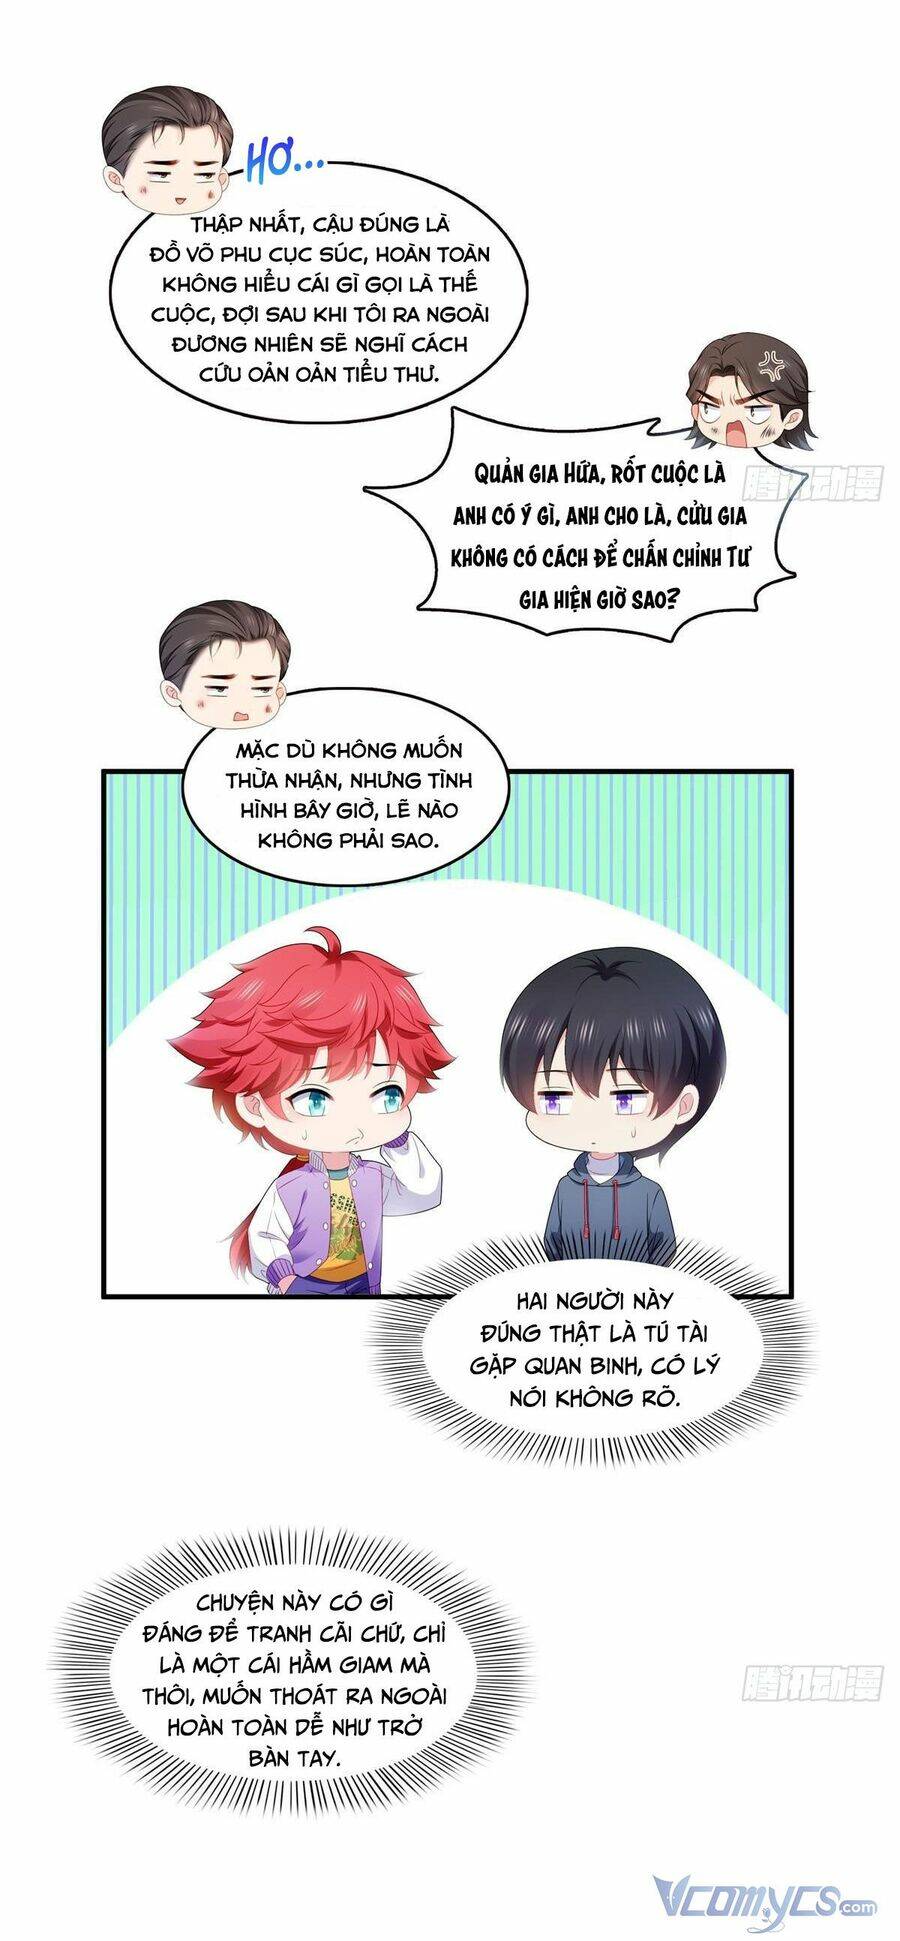 HƠ...
THẬP NHẤT, CẬU ĐÚNG LÀ
ĐỒ VÕ PHU CỤC SÚC, HOÀN TOÀN
KHÔNG HIỂU CÁI GÌ GỌI LÀ THẾ
CUỘC, ĐỢI SAU KHI TÔI RA NGOÀI
ĐƯƠNG NHIÊN SẼ NGHĨ CÁCH
CỨU OẢN OẢN TIỂU THƯ.
QUẢN GIA HỨA, RỐT CUỘC LÀ
ANH CÓ Ý GÌ, ANH CHO LÀ, CỬU GIA
KHÔNG CÓ CÁCH ĐỂ CHẤN CHỈNH TƯ
GIA HIỆN GIỜ SAO?
腾讯动漫
MẶC DÙ KHÔNG MUỐN
THỪA NHẬN, NHƯNG TÌNH
HÌNH BÂY GIỜ, LẼ NÀO
KHÔNG PHẢI SAO.
HAI NGƯỜI NÀY
ĐÚNG THẬT LÀ TÚ TÀI
GẶP QUAN BINH, CÓ LÝ
NÓI KHÔNG RÕ.
CHUYỆN NÀY CÓ GÌ
ĐÁNG ĐỂ TRANH CÃI CHỨ, CHỈ
LÀ MỘT CÁI HẦM GIAM MÀ
THÔI, MUỐN THOÁT RA NGOÀI
HOÀN TOÀN DỄ NHƯ TRỞ
BÀN TAY.
腾讯动漫
VCOMYCS.com